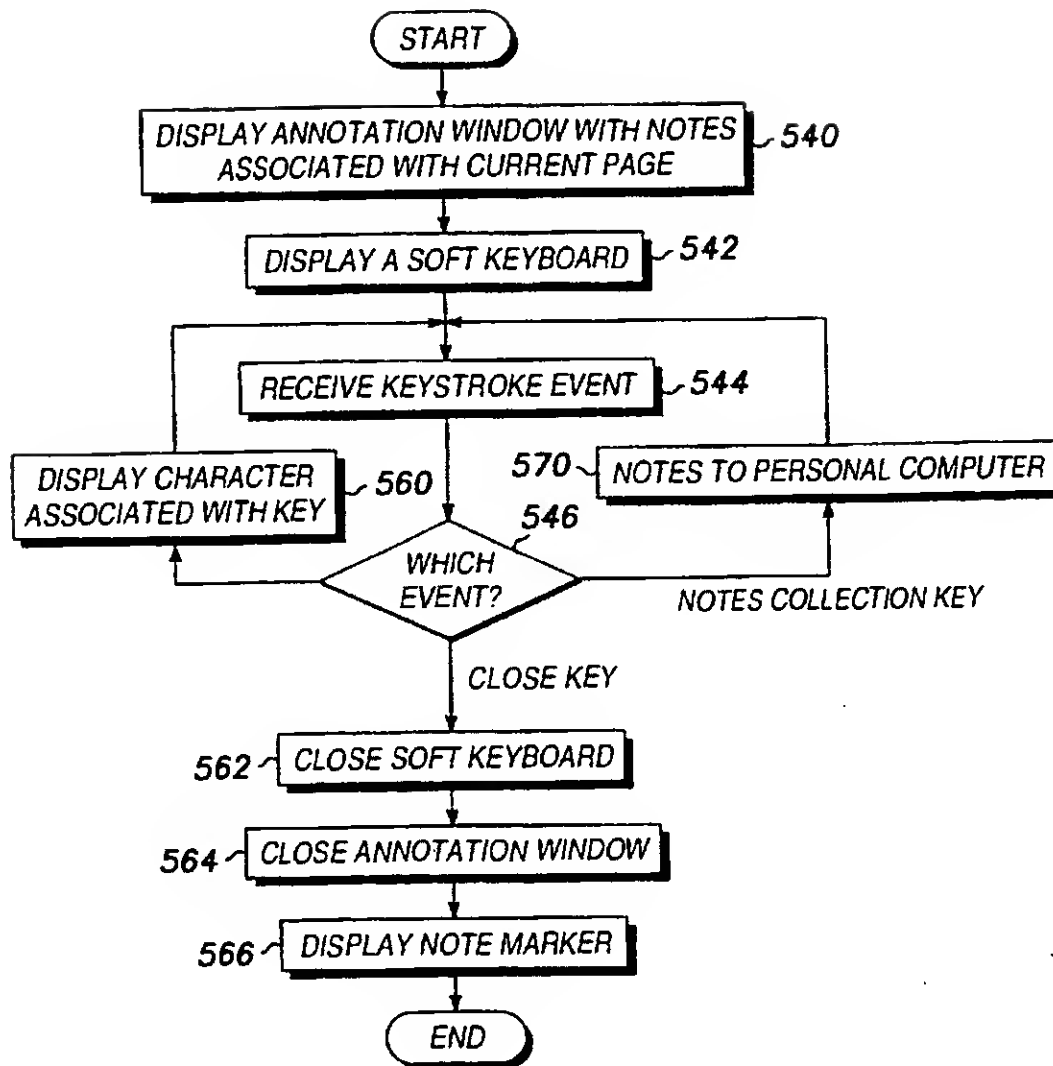 START
DISPLAY ANNOTATION WINDOW WITH NOTES
ASSOCIATED WITH CURRENT PAGE
540
DISPLAY A SOFT KEYBOARD
542
RECEIVE KEYSTROKE EVENT
544
DISPLAY CHARACTER
ASSOCIATED WITH KEY
560
570
NOTES TO PERSONAL COMPUTER
546
WHICH
EVENT?
NOTES COLLECTION KEY
CLOSE KEY
562
CLOSE SOFT KEYBOARD
564
CLOSE ANNOTATION WINDOW
566
DISPLAY NOTE MARKER
END